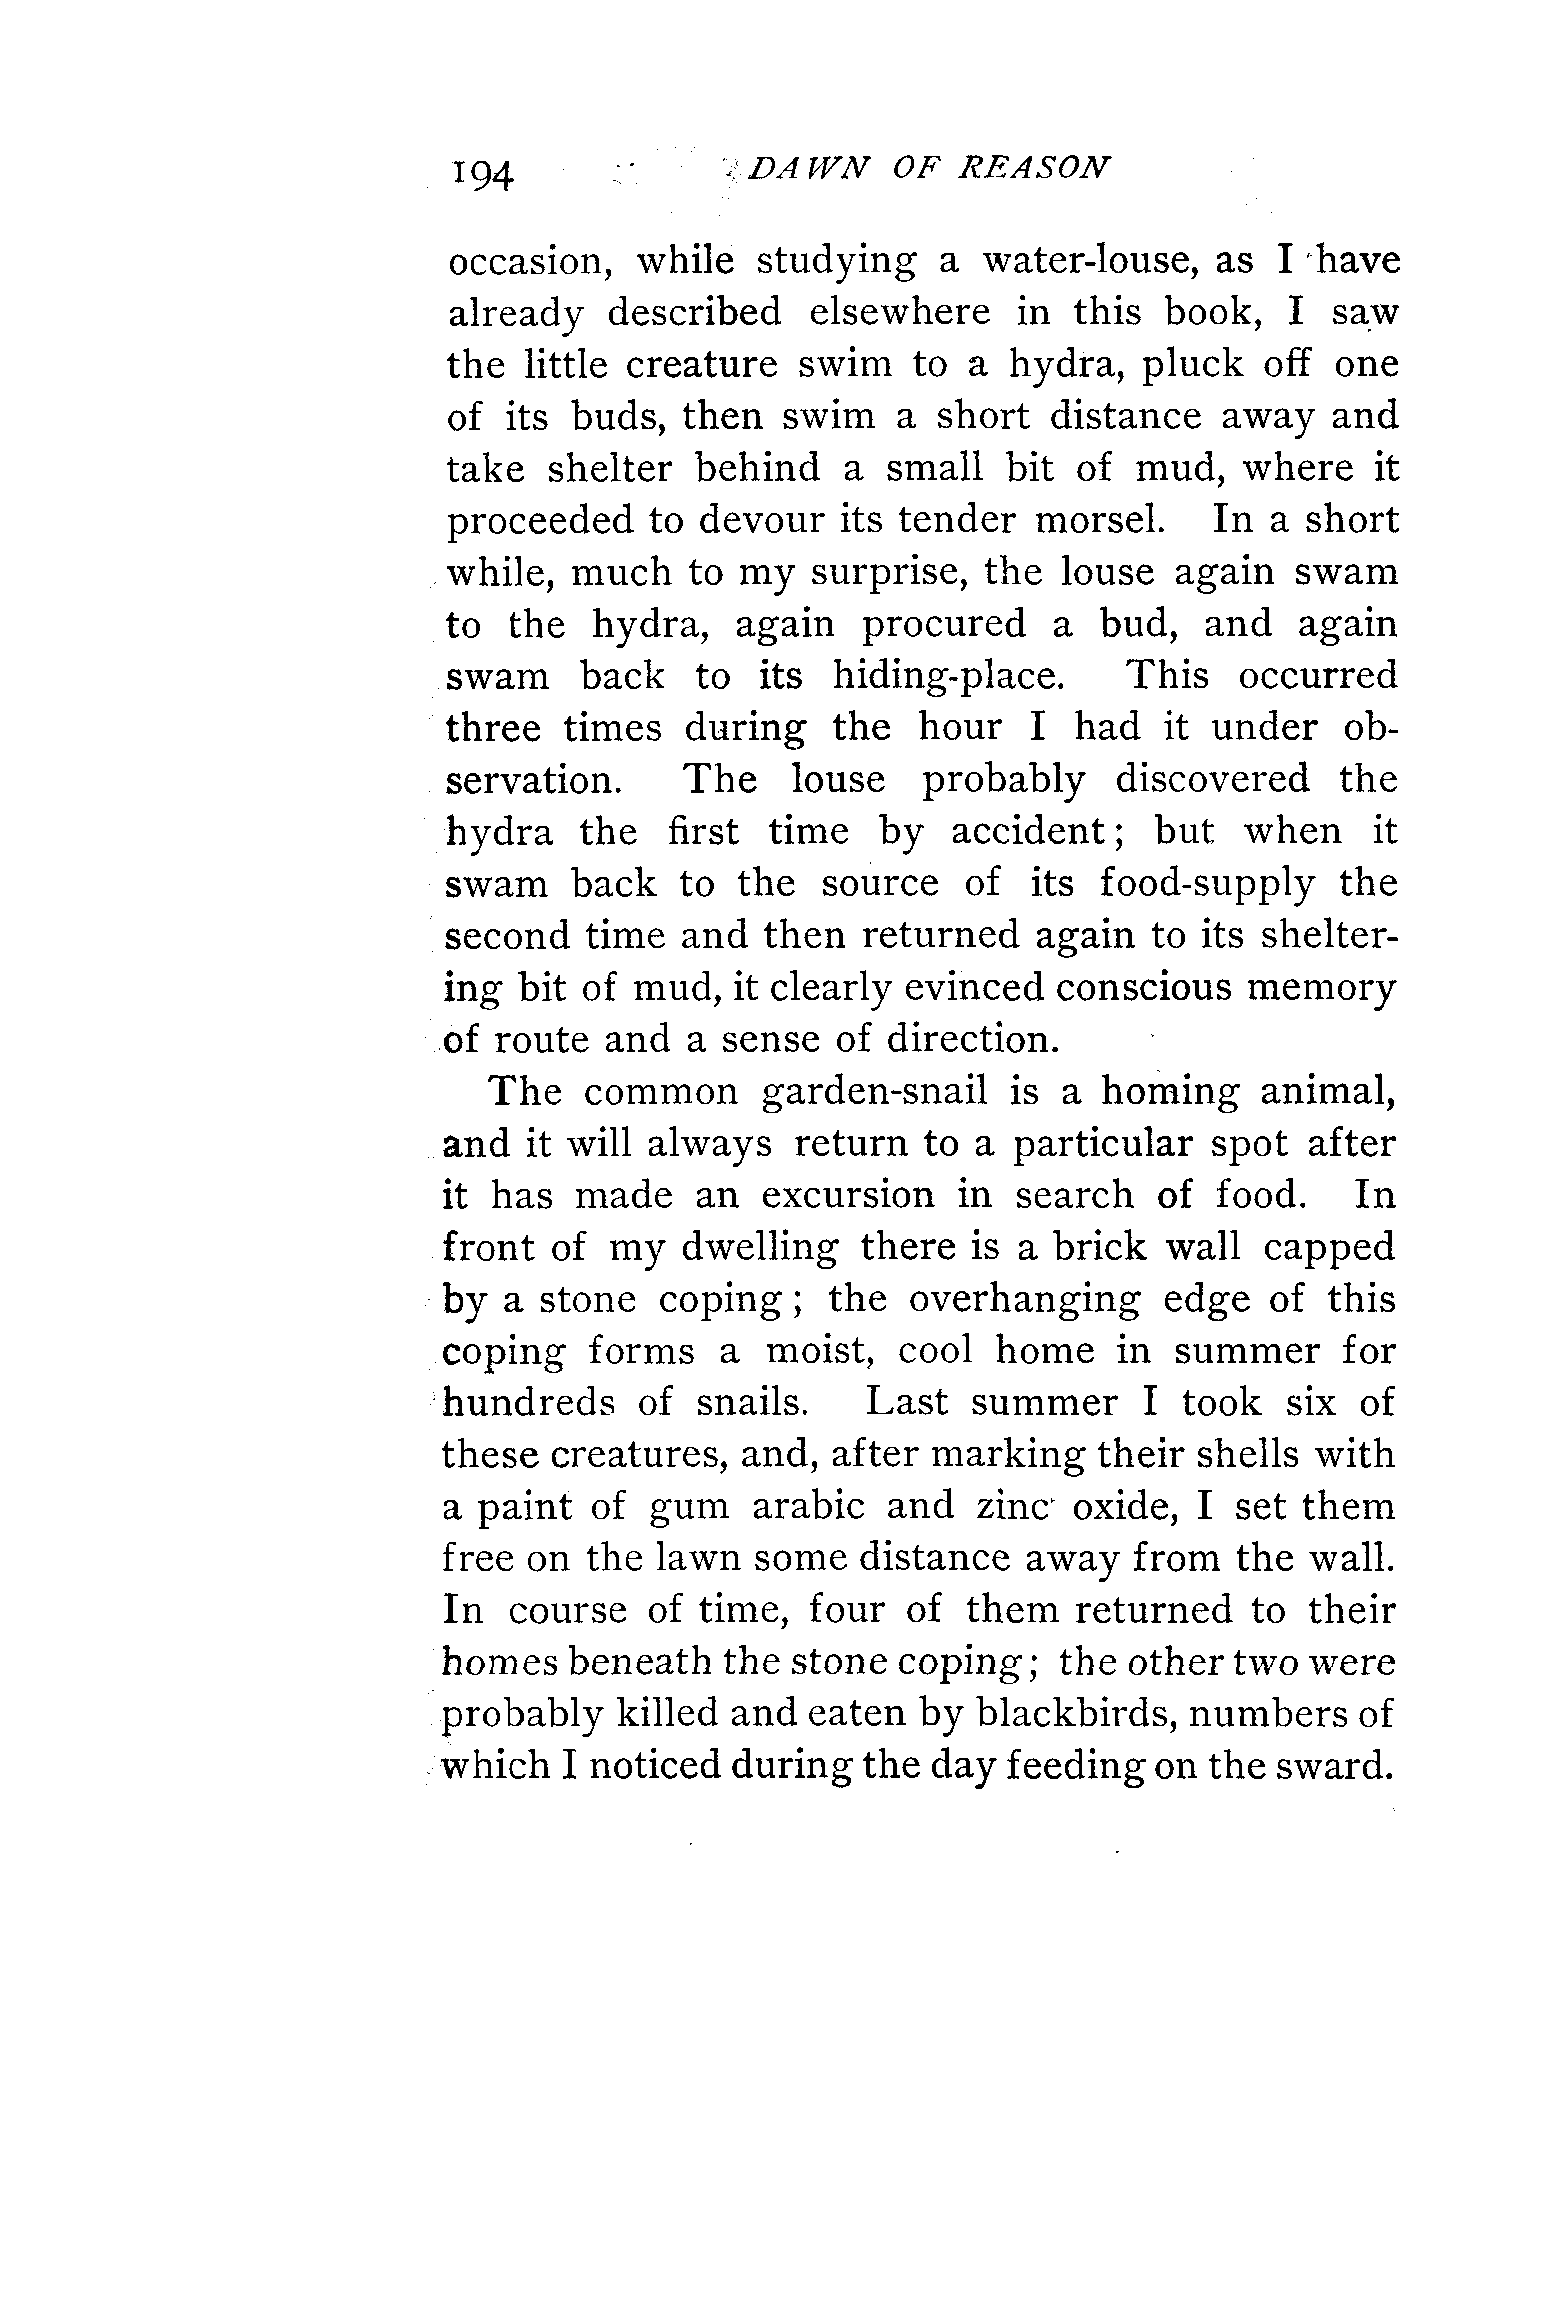 194 DAWN OF REASON
occasion, while studying a water-louse, as I have
already described elsewhere in this book, I saw
the little creature swim to a hydra, pluck off one
of its buds, then swim a short distance away and
take shelter behind a small bit of mud, where it
proceeded to devour its tender morsel. In a short
while, much to my surprise, the louse again swam
to the hydra, again procured a bud, and again
swam back to its hiding-place. This occurred
three times during the hour I had it under ob-
servation. The louse probably discovered the
hydra the first time by accident; but when it
swam back to the source of its food-supply the
second time and then returned again to its shelter-
ing bit of mud, it clearly evinced conscious memory
of route and a sense of direction.
The common garden-snail is a homing animal,
and it will always return to a particular spot after
it has made an excursion in search of food. In
front of my dwelling there is a brick wall capped
by a stone coping; the overhanging edge of this
coping forms a moist, cool home in summer for
hundreds of snails. Last summer I took six of
these creatures, and, after marking their shells with
a paint of gum arabic and zinc oxide, I set them
free on the lawn some distance away from the wall.
In course of time, four of them returned to their
homes beneath the stone coping; the other two were
probably killed and eaten by blackbirds, numbers of
which I noticed during the day feeding on the sward.